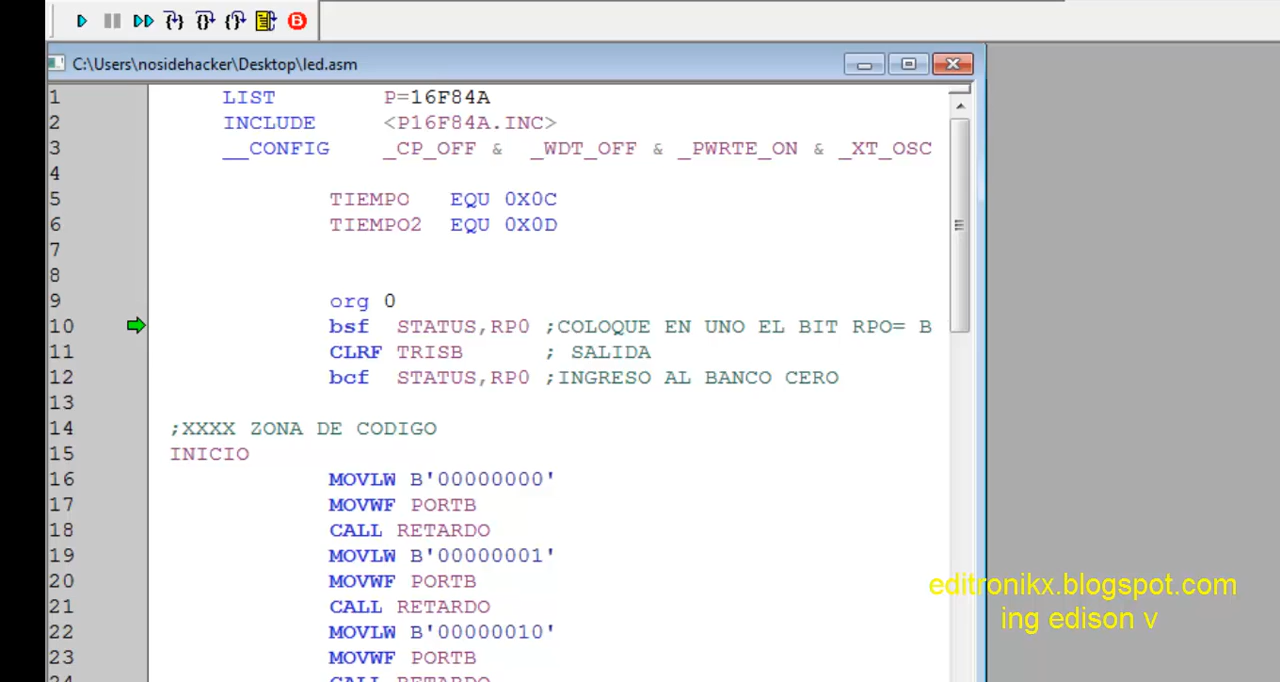 B
C:\Users\nosidehacker\Desktop\led.asm
1 LIST P=16F84A
2 INCLUDE <P16F84A.INC>
3 __CONFIG _CP_OFF & _WDT_OFF & _PWRTE_ON & _XT_OSC
4
5 TIEMPO EQU 0X0C
6 TIEMPO2 EQU 0X0D
7
8
9 org 0
10 bsf STATUS,RP0 ;COLOQUE EN UNO EL BIT RPO= B
11 CLRF TRISB ; SALIDA
12 bcf STATUS,RP0 ;INGRESO AL BANCO CERO
13
14 ;XXXX ZONA DE CODIGO
15 INICIO
16 MOVLW B'00000000'
17 MOVWF PORTB
18 CALL RETARDO
19 MOVLW B'00000001'
20 MOVWF PORTB
21 CALL RETARDO
22 MOVLW B'00000010'
23 MOVWF PORTB
24 CALL RETARDO
editronikx.blogspot.com
ing edison v